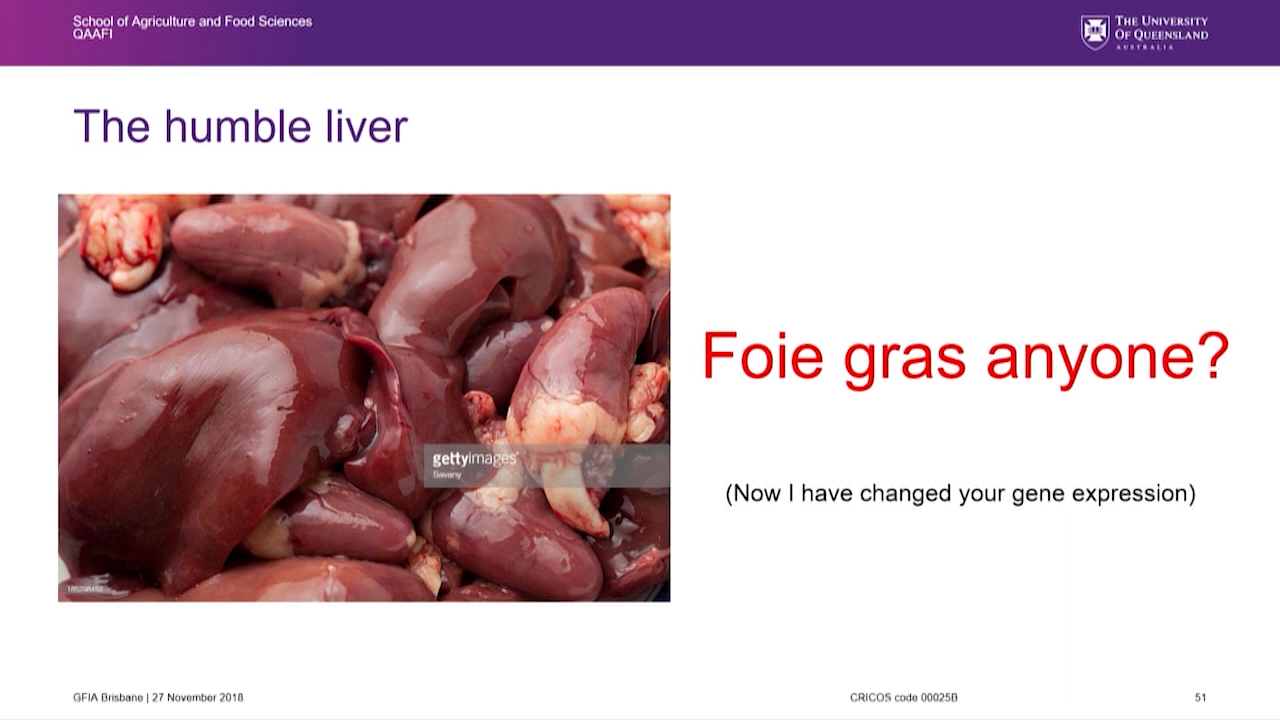 School of Agriculture and Food Sciences
QAAFI
THE UNIVERSITY
OF QUEENSLAND
AUSTRALIA
The humble liver
Foie gras anyone?
(Now I have changed your gene expression)
gettyimages
Savany
GFIA Brisbane | 27 November 2018
CRICOS code 00025B
51